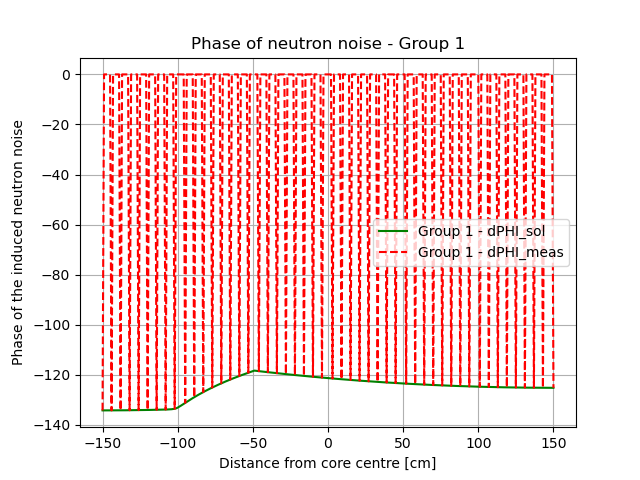 Phase of neutron noise - Group 1
Phase of the induced neutron noise
0
−20
−40
−60
−80
−100
−120
−140
Group 1 - dPHI_sol
Group 1 - dPHI_meas
−150 −100 −50 0 50 100 150
Distance from core centre [cm]